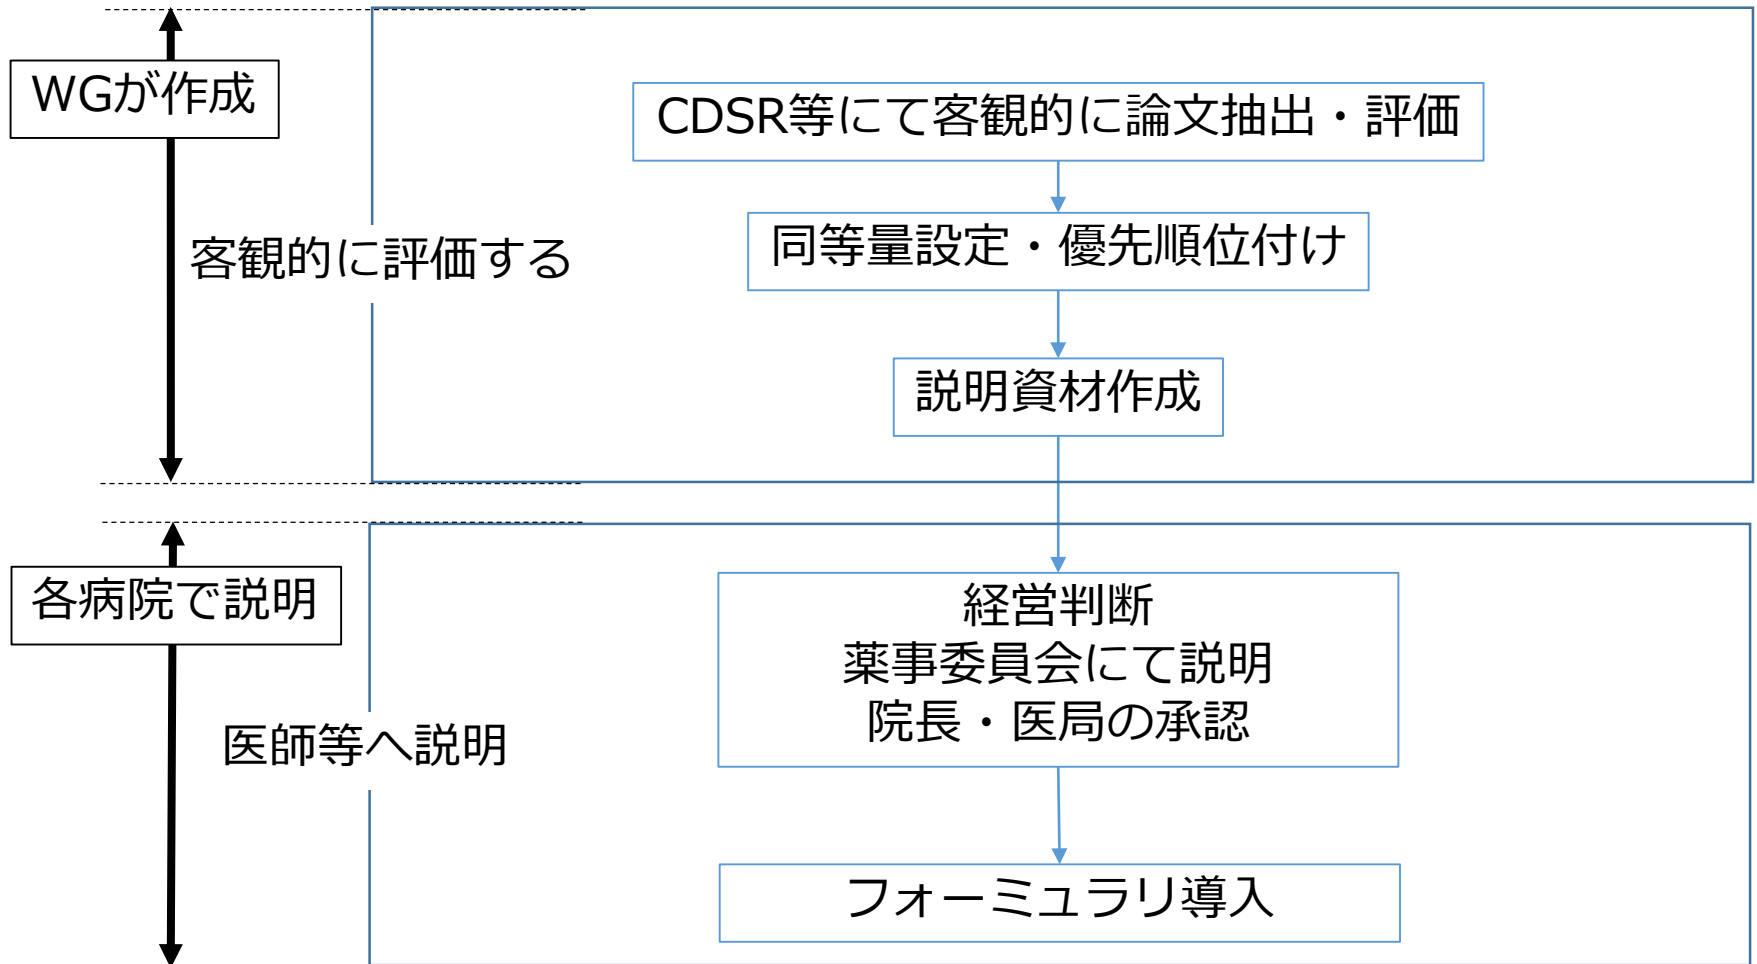 WGが作成
客観的に評価する
CDSR等にて客観的に論文抽出・評価
同等量設定・優先順位付け
説明資材作成
各病院で説明
医師等へ説明
経営判断
薬事委員会にて説明
院長・医局の承認
フォーミュラリ導入